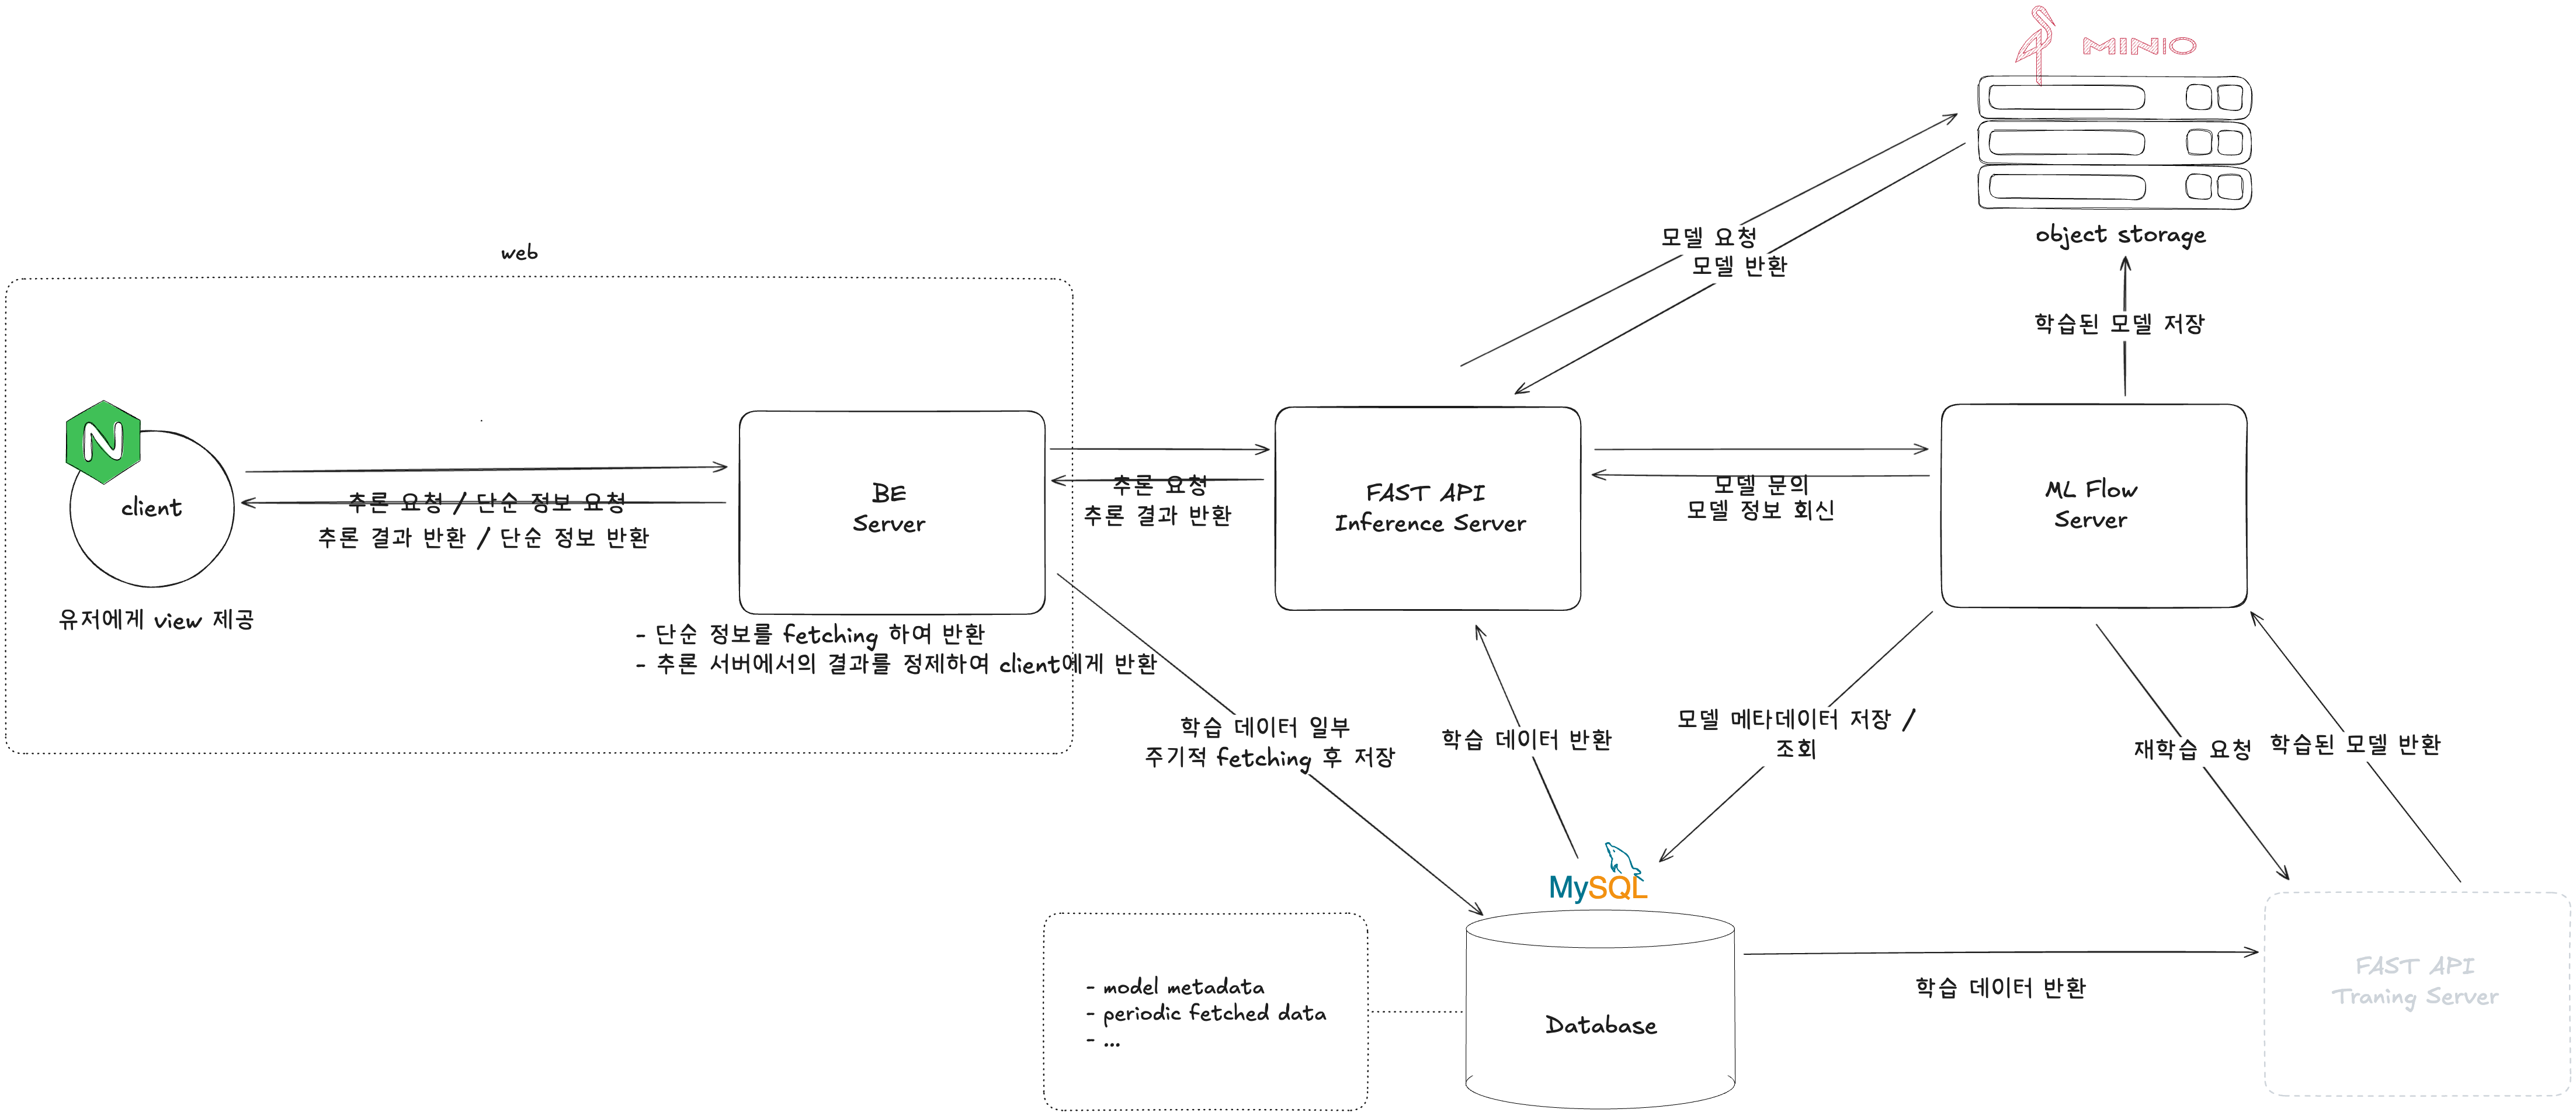 MINIO
object storage
모델 요청
모델 반환
학습된 모델 저장
web
N
client
유저에게 view 제공
추론 요청 / 단순 정보 요청
추론 결과 반환 / 단순 정보 반환
BE
Server
- 단순 정보를 fetching 하여 반환
- 추론 서버에서의 결과를 정제하여 client에게 반환
추론 요청
추론 결과 반환
FAST API
Inference Server
모델 문의
모델 정보 회신
ML Flow
Server
학습 데이터 일부
주기적 fetching 후 저장
학습 데이터 반환
모델 메타데이터 저장 /
조회
재학습 요청
학습된 모델 반환
MySQL
Database
- model metadata
- periodic fetched data
- ...
학습 데이터 반환
FAST API
Traning Server